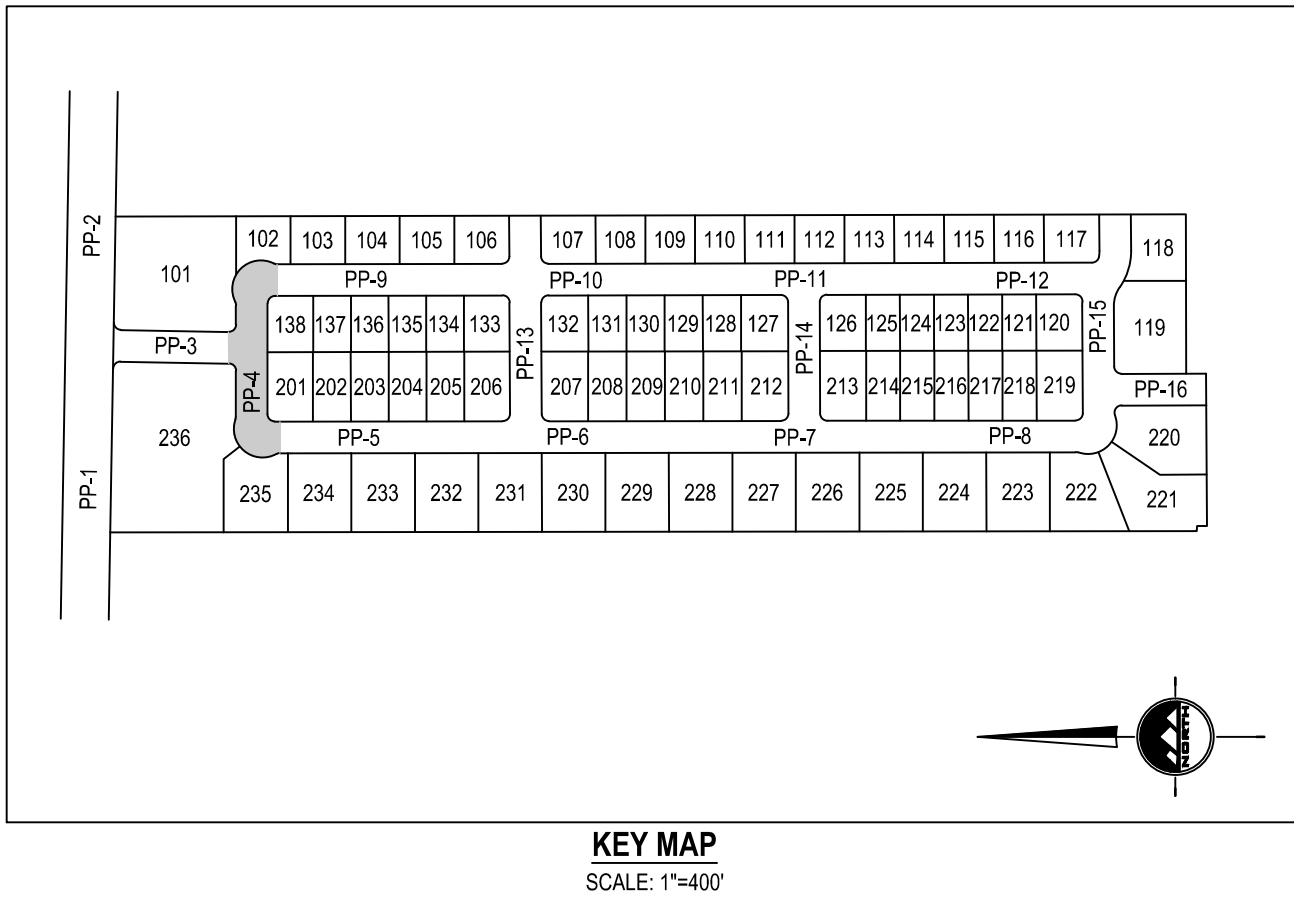 PP-2
101
102 103 104 105 106 107 108 109 110 111 112 113 114 115 116 117 118
PP-9 PP-10 PP-11 PP-12
PP-3
138 137 136 135 134 133 132 131 130 129 128 127 126 125 124 123 122 121 120 119
PP-4 PP-13 PP-14 PP-15
201 202 203 204 205 206 207 208 209 210 211 212 213 214 215 216 217 218 219 PP-16
236
PP-5 PP-6 PP-7 PP-8 220
PP-1
235 234 233 232 231 230 229 228 227 226 225 224 223 222 221
NORTH
KEY MAP
SCALE: 1"=400'